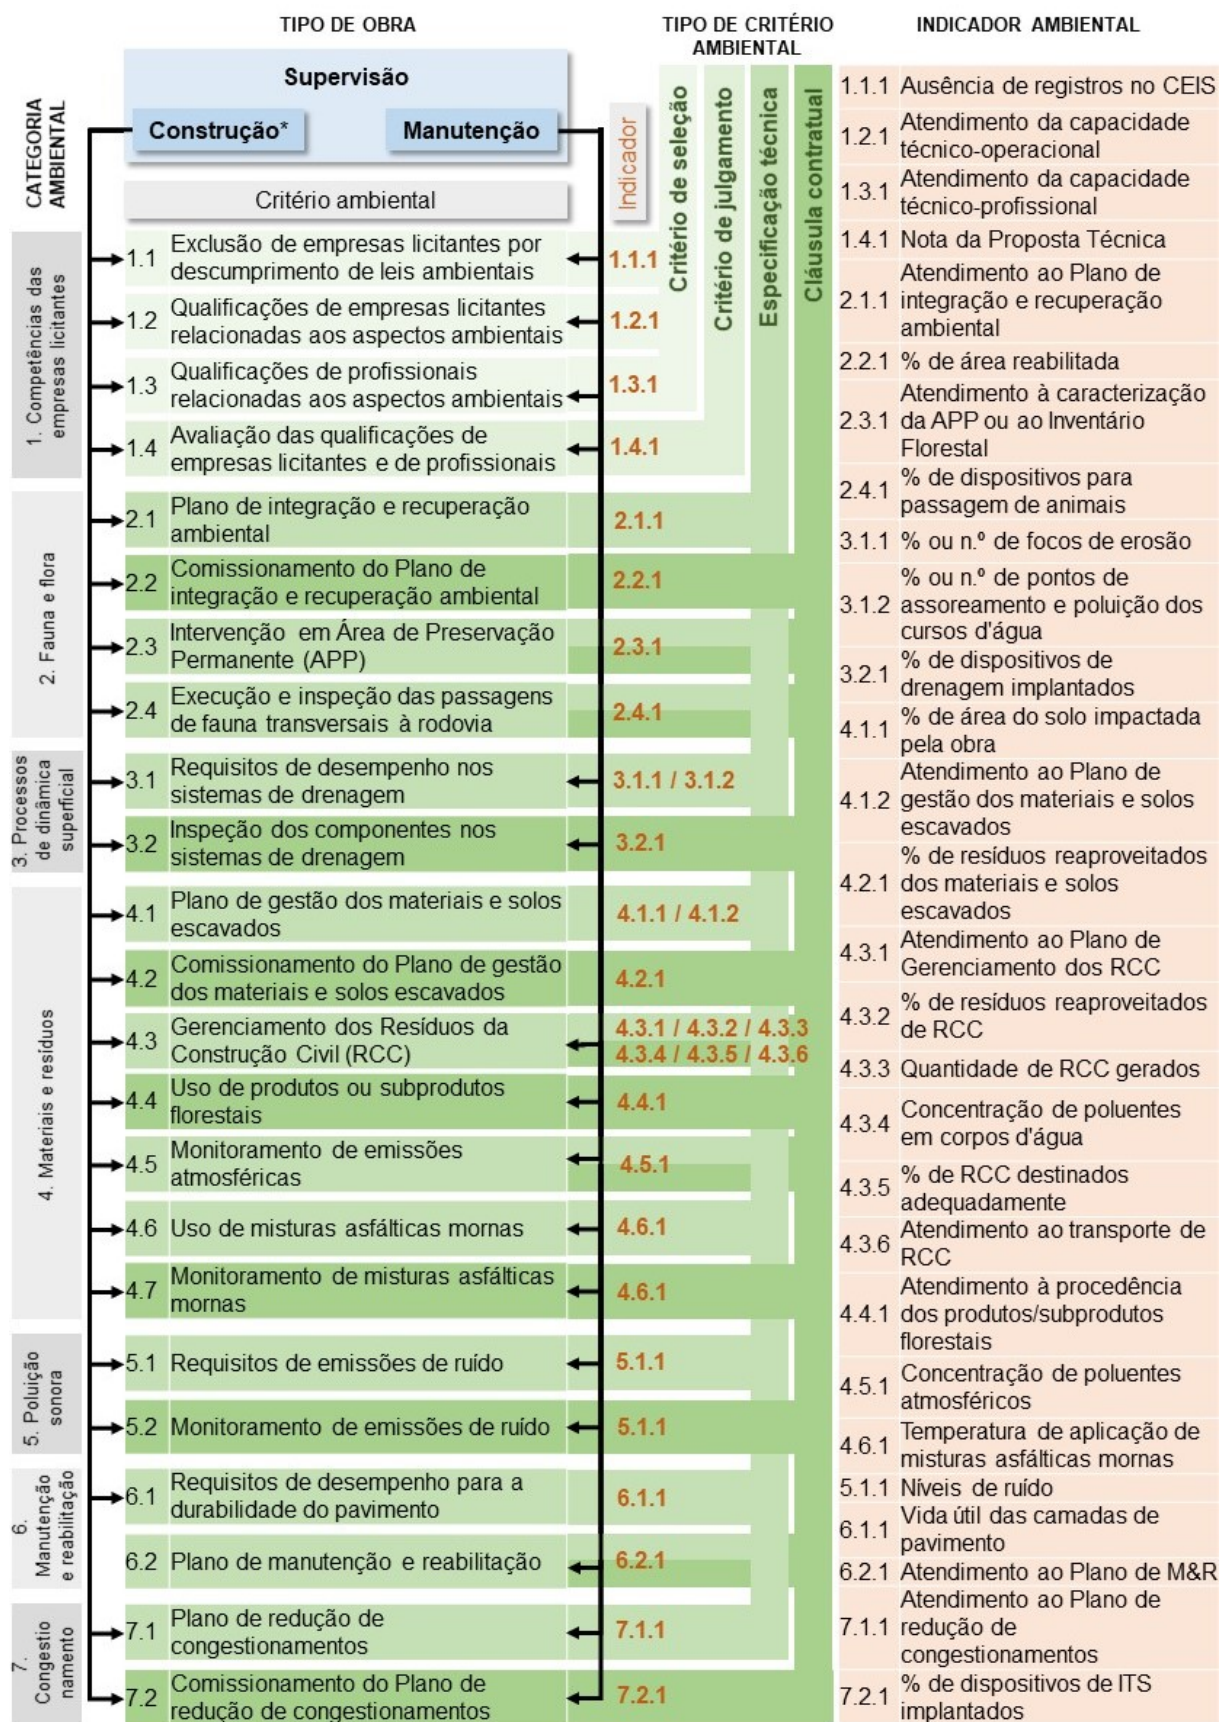 TIPO DE OBRA
TIPO DE CRITÉRIO
AMBIENTAL
INDICADOR AMBIENTAL
CATEGORIA
AMBIENTAL
Supervisão
Construção*
Manutenção
Critério ambiental
Indicador
Critério de seleção
Critério de julgamento
Especificação técnica
Cláusula contratual
1. Competências das
empresas licitantes
1.1 Exclusão de empresas licitantes por
descumprimento de leis ambientais
1.1.1
1.2 Qualificações de empresas licitantes
relacionadas aos aspectos ambientais
1.2.1
1.3 Qualificações de profissionais
relacionadas aos aspectos ambientais
1.3.1
1.4 Avaliação das qualificações de
empresas licitantes e de profissionais
1.4.1
2. Fauna e flora
2.1 Plano de integração e recuperação
ambiental
2.1.1
2.2 Comissionamento do Plano de
integração e recuperação ambiental
2.2.1
2.3 Intervenção em Área de Preservação
Permanente (APP)
2.3.1
2.4 Execução e inspeção das passagens
de fauna transversais à rodovia
2.4.1
3. Processos
de dinâmica
superficial
3.1 Requisitos de desempenho nos
sistemas de drenagem
3.1.1 / 3.1.2
3.2 Inspeção dos componentes nos
sistemas de drenagem
3.2.1
4. Materiais e resíduos
4.1 Plano de gestão dos materiais e solos
escavados
4.1.1 / 4.1.2
4.2 Comissionamento do Plano de gestão
dos materiais e solos escavados
4.2.1
4.3 Gerenciamento dos Resíduos da
Construção Civil (RCC)
4.3.1 / 4.3.2 / 4.3.3
4.3.4 / 4.3.5 / 4.3.6
4.4 Uso de produtos ou subprodutos
florestais
4.4.1
4.5 Monitoramento de emissões
atmosféricas
4.5.1
4.6 Uso de misturas asfálticas mornas
4.6.1
4.7 Monitoramento de misturas asfálticas
mornas
4.6.1
5. Poluição
sonora
5.1 Requisitos de emissões de ruído
5.1.1
5.2 Monitoramento de emissões de ruído
5.1.1
6.
Manutenção
e reabilitação
6.1 Requisitos de desempenho para a
durabilidade do pavimento
6.1.1
6.2 Plano de manutenção e reabilitação
6.2.1
7.
Congestio
namento
7.1 Plano de redução de
congestionamentos
7.1.1
7.2 Comissionamento do Plano de
redução de congestionamentos
7.2.1
1.1.1 Ausência de registros no CEIS
1.2.1 Atendimento da capacidade
técnico-operacional
1.3.1 Atendimento da capacidade
técnico-profissional
1.4.1 Nota da Proposta Técnica
2.1.1 Atendimento ao Plano de
integração e recuperação
ambiental
2.2.1 % de área reabilitada
2.3.1 Atendimento à caracterização
da APP ou ao Inventário
Florestal
2.4.1 % de dispositivos para
passagem de animais
3.1.1 % ou n.º de focos de erosão
3.1.2 % ou n.º de pontos de
assoreamento e poluição dos
cursos d'água
3.2.1 % de dispositivos de
drenagem implantados
4.1.1 % de área do solo impactada
pela obra
4.1.2 Atendimento ao Plano de
gestão dos materiais e solos
escavados
4.2.1 % de resíduos reaproveitados
dos materiais e solos
escavados
4.3.1 Atendimento ao Plano de
Gerenciamento dos RCC
4.3.2 % de resíduos reaproveitados
de RCC
4.3.3 Quantidade de RCC gerados
4.3.4 Concentração de poluentes
em corpos d'água
4.3.5 % de RCC destinados
adequadamente
4.3.6 Atendimento ao transporte de
RCC
4.4.1 Atendimento à procedência
dos produtos/subprodutos
florestais
4.5.1 Concentração de poluentes
atmosféricos
4.6.1 Temperatura de aplicação de
misturas asfálticas mornas
5.1.1 Níveis de ruído
6.1.1 Vida útil das camadas de
pavimento
6.2.1 Atendimento ao Plano de M&R
7.1.1 Atendimento ao Plano de
redução de
congestionamentos
7.2.1 % de dispositivos de ITS
implantados